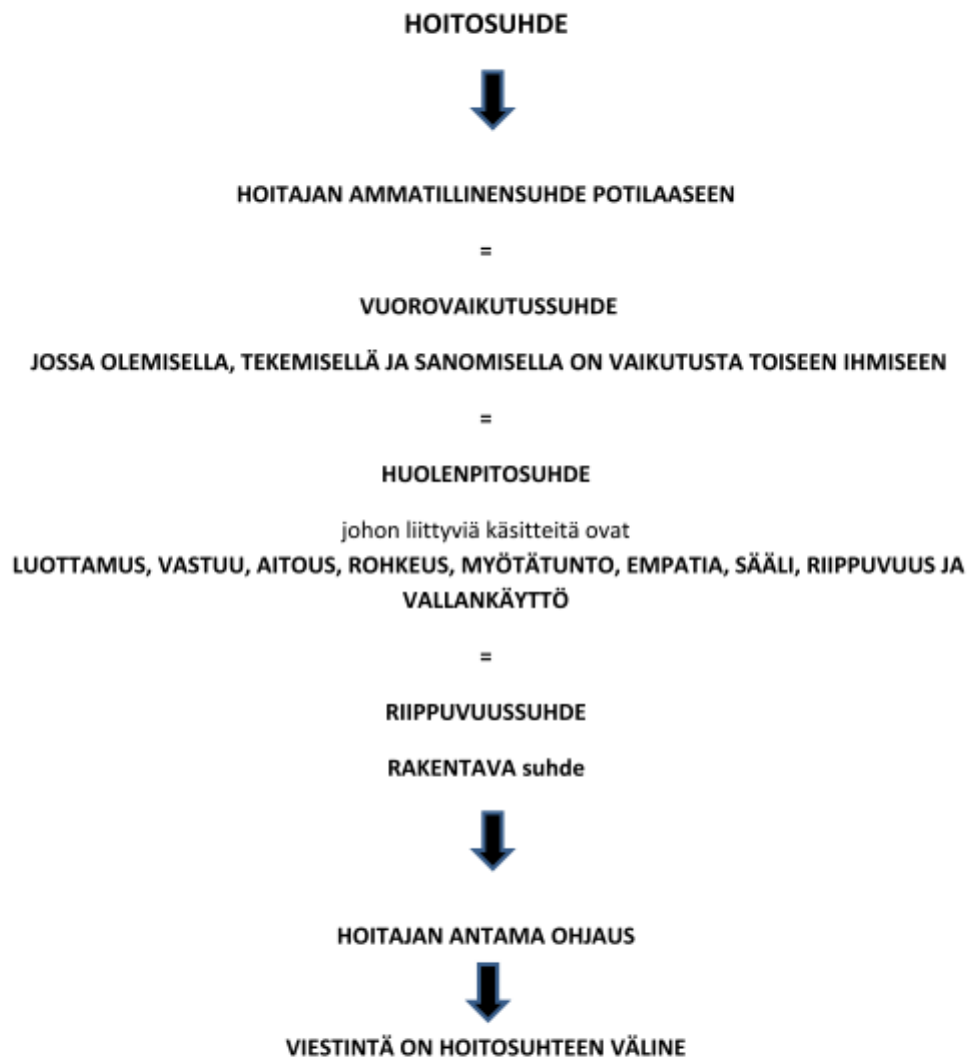 HOITOSUHDE
HOITAJAN AMMATILLINENSUHDE POTILAASEEN
=
VUOROVAIKUTUSSUHDE
JOSSA OLEMISELLA, TEKEMISELLÄ JA SANOMISELLA ON VAIKUTUSTA TOISEEN IHMISEEN
=
HUOLENPITOSUHDE
johon liittyviä käsitteitä ovat
LUOTTAMUS, VASTUU, AITOUS, ROHKEUS, MYÖTÄTUNTO, EMPATIA, SÄÄLI, RIIPPUVUUS JA
VALLANKÄYTTÖ
=
RIIPPUVUUSSUHDE
RAKENTAVA suhde
HOITAJAN ANTAMA OHJAUS
VIESTINTÄ ON HOITOSUHTEEN VÄLINE